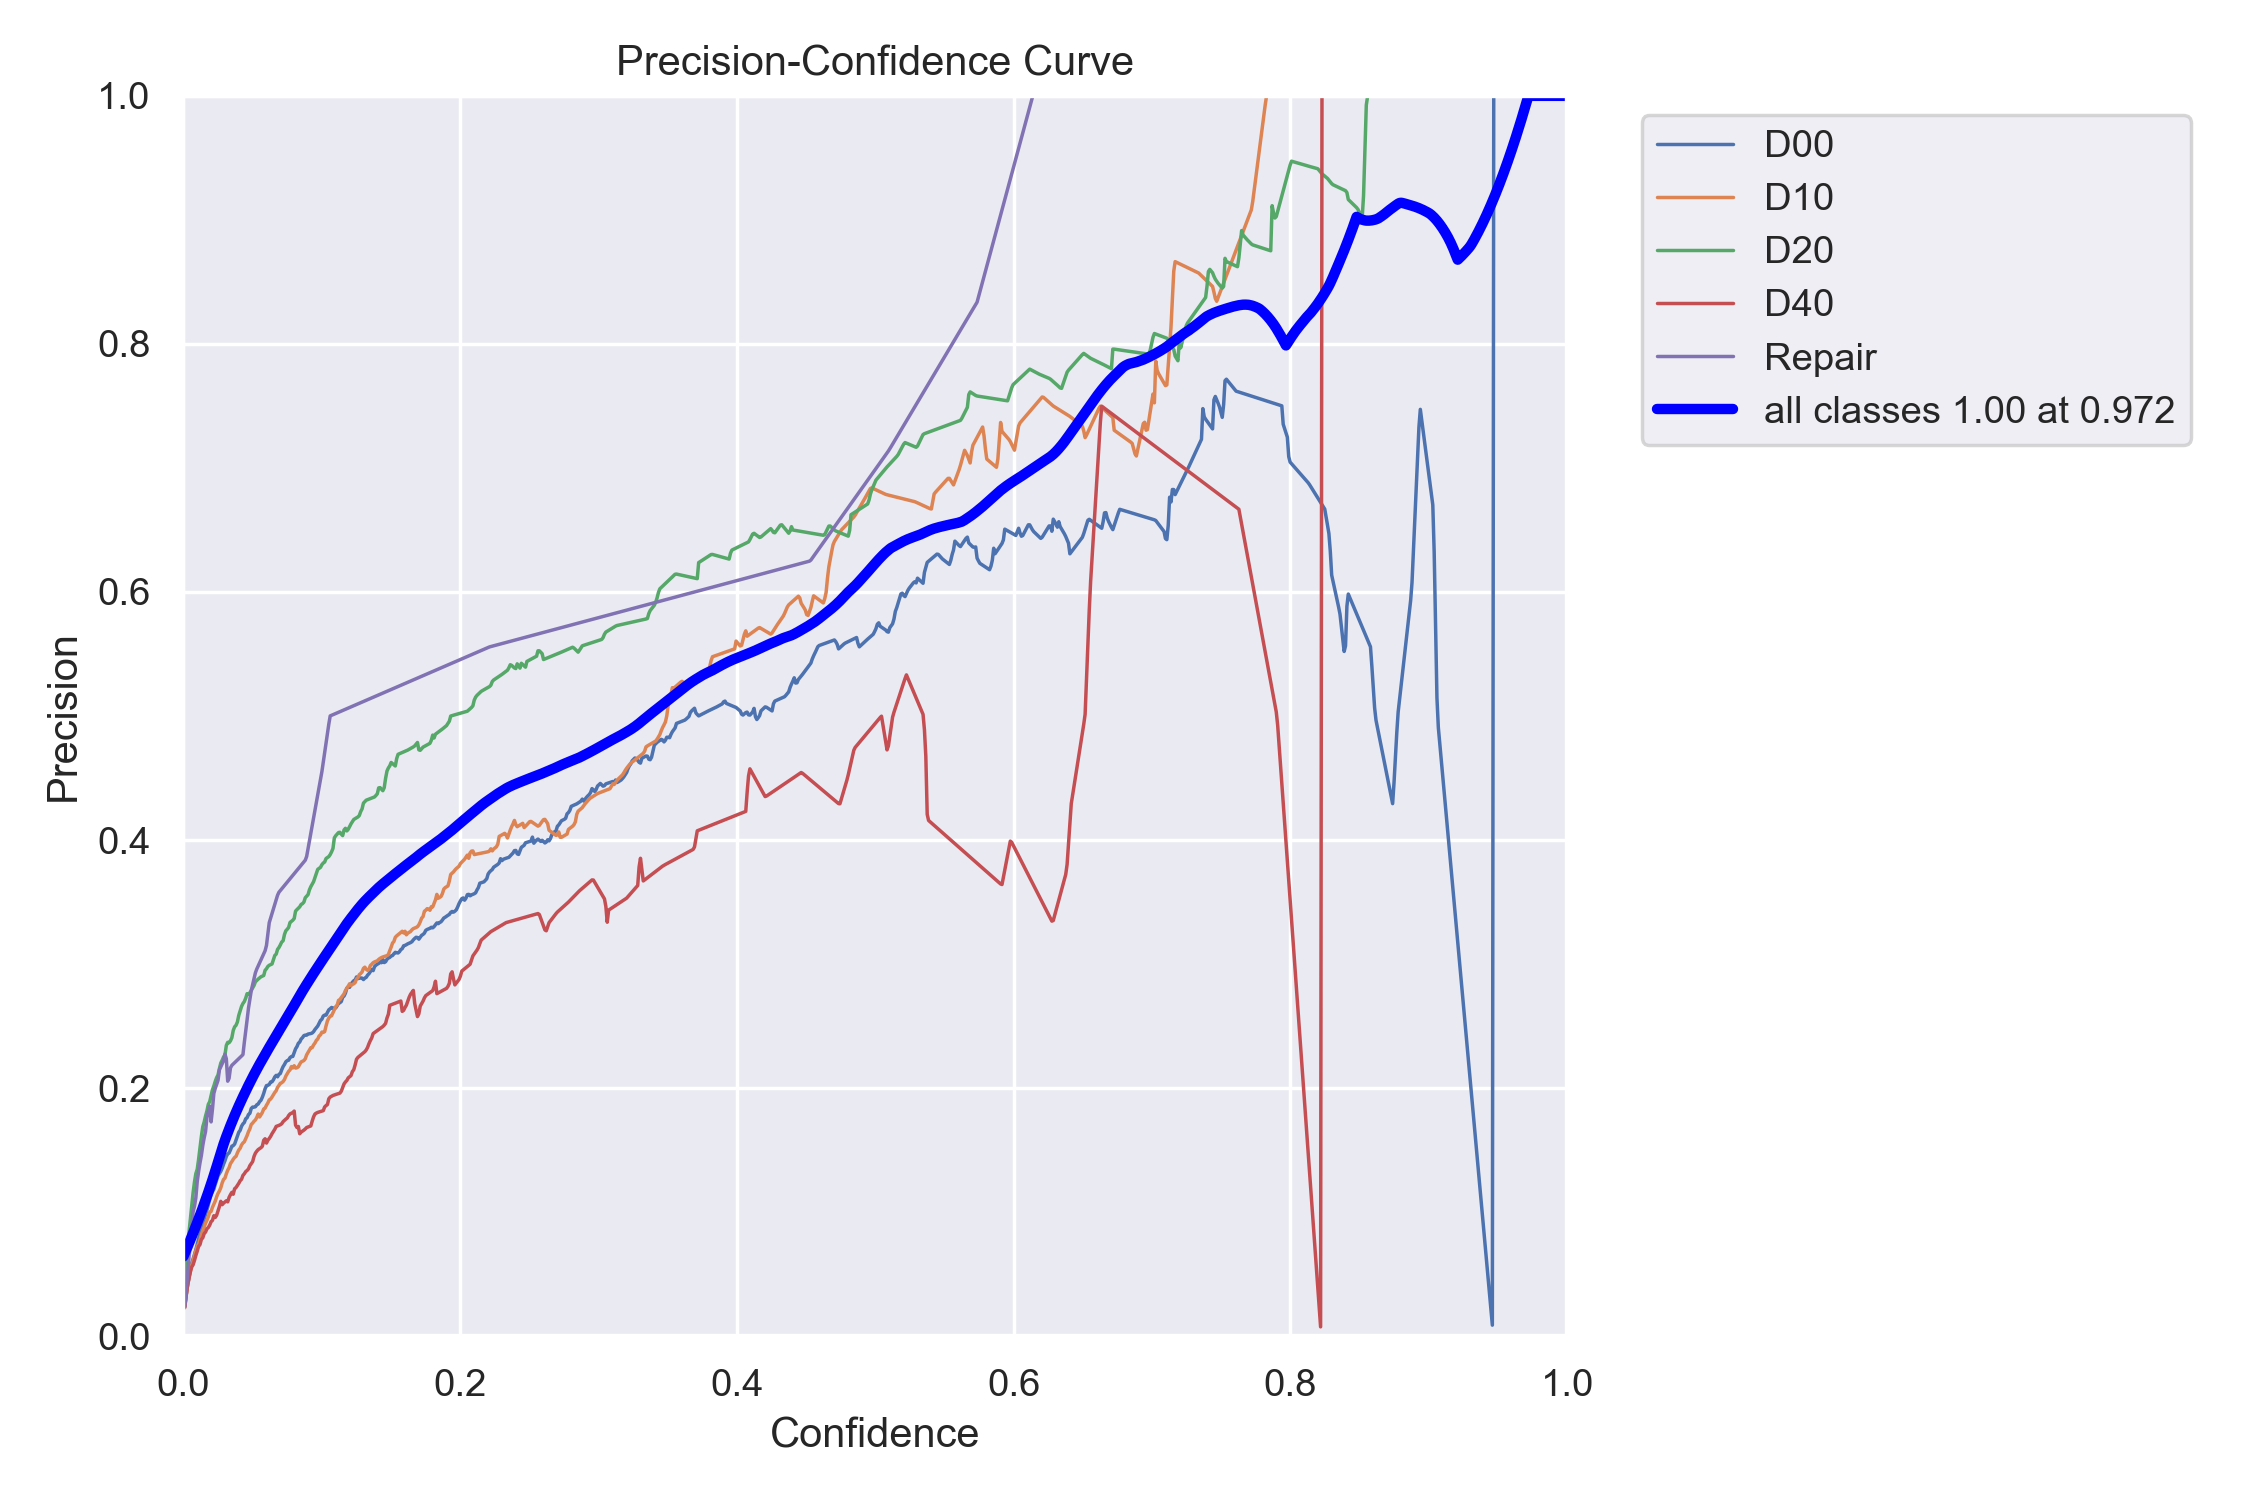 Precision-Confidence Curve
1.0
0.8
0.6
0.4
0.2
0.0
Precision
0.0 0.2 0.4 0.6 0.8 1.0
Confidence
D00
D10
D20
D40
Repair
all classes 1.00 at 0.972